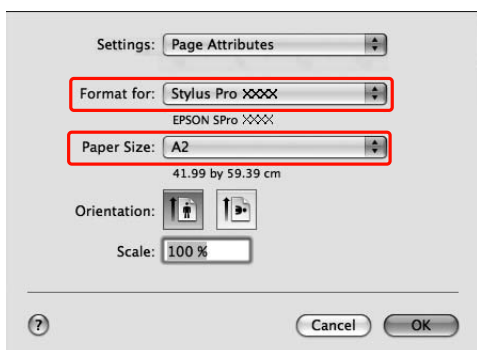 Settings: Page Attributes
Format for: Stylus Pro XXXX
EPSON SPro XXXX
Paper Size: A2
41.99 by 59.39 cm
Orientation:
Scale: 100 %
? Cancel OK